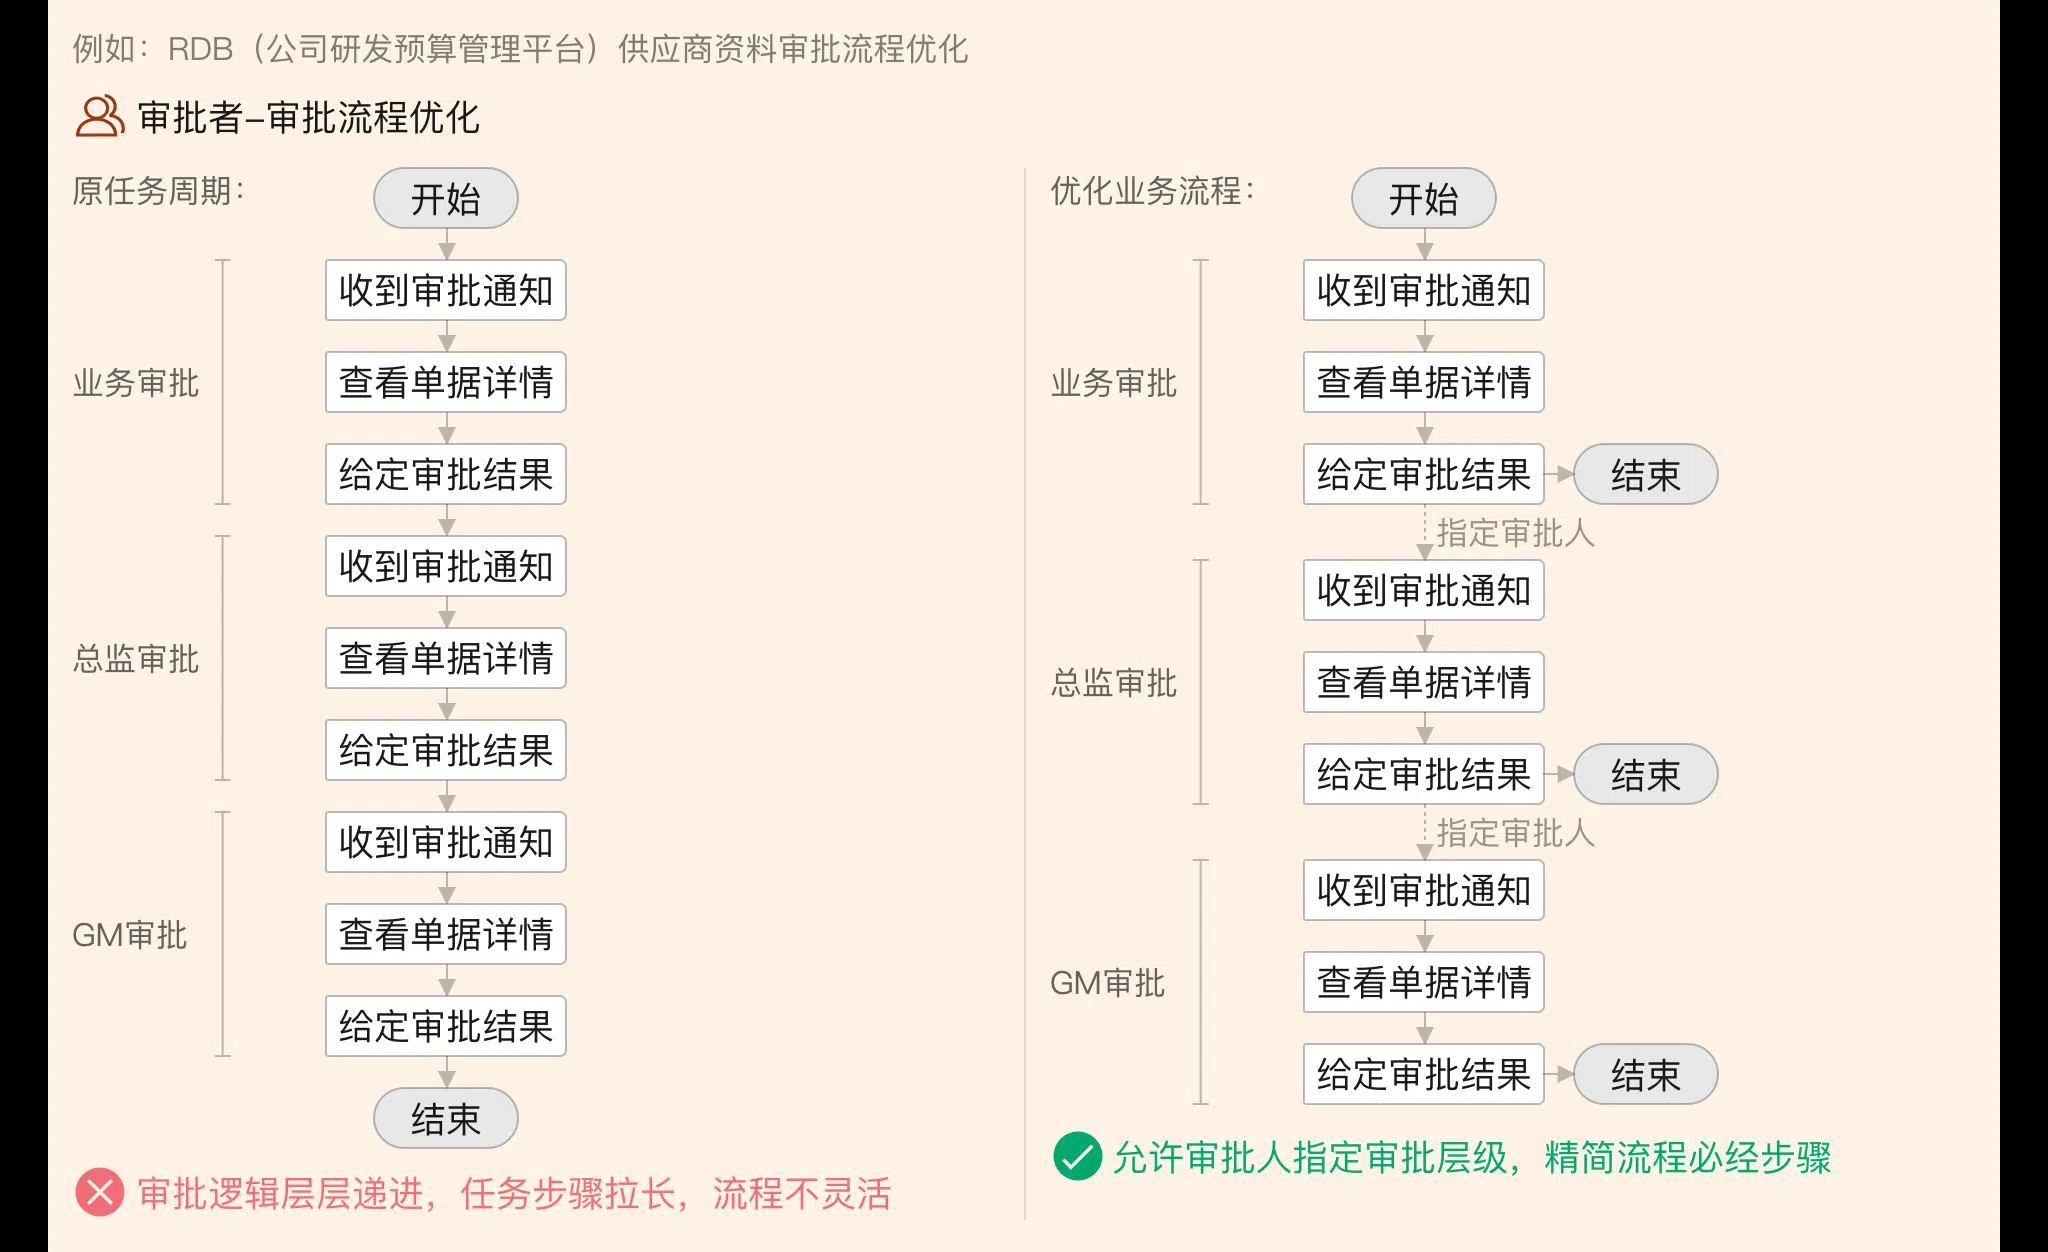 例如：RDB（公司研发预算管理平台）供应商资料审批流程优化
审批者–审批流程优化
原任务周期：
开始
业务审批
收到审批通知
查看单据详情
给定审批结果
总监审批
收到审批通知
查看单据详情
给定审批结果
GM审批
收到审批通知
查看单据详情
给定审批结果
结束
审批逻辑层层递进，任务步骤拉长，流程不灵活
优化业务流程：
开始
业务审批
收到审批通知
查看单据详情
给定审批结果
结束
指定审批人
总监审批
收到审批通知
查看单据详情
给定审批结果
结束
指定审批人
GM审批
收到审批通知
查看单据详情
给定审批结果
结束
允许审批人指定审批层级，精简流程必经步骤